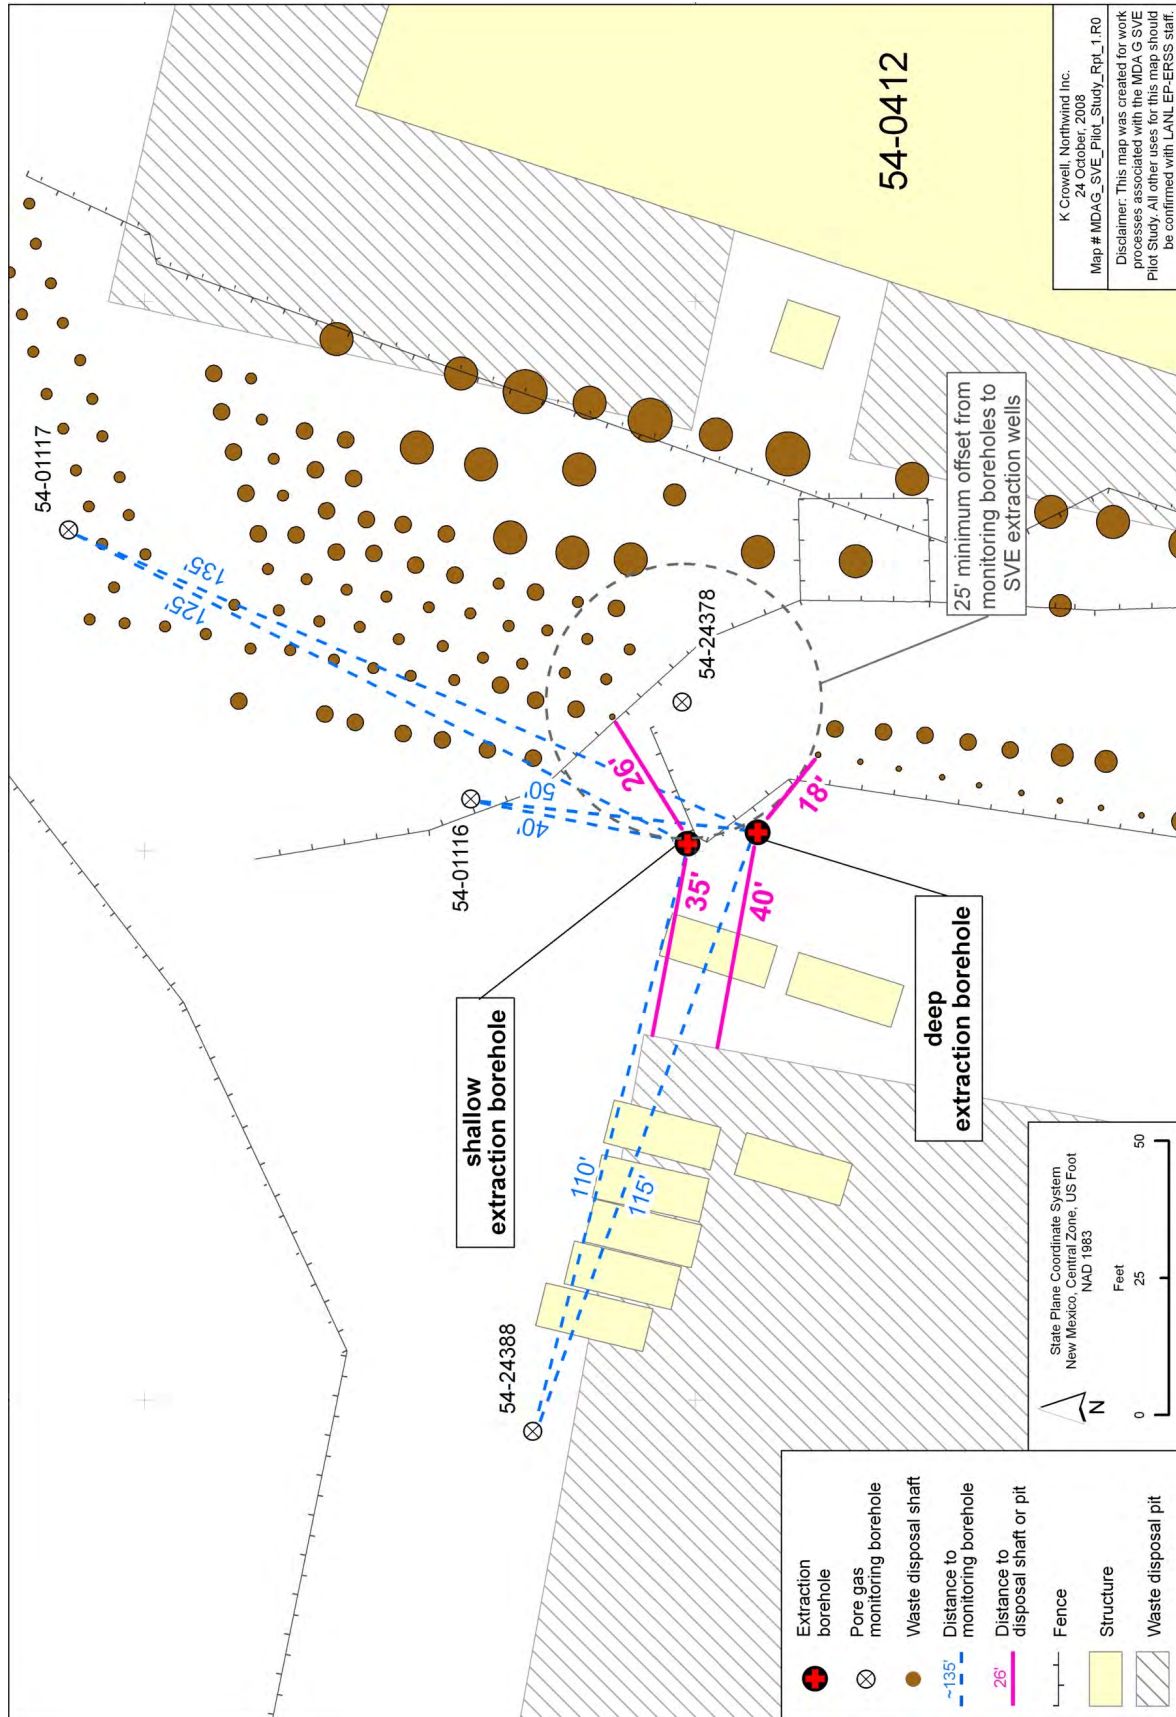 54-01117
135'
125'
54-01116
50'
40'
26'
54-24378
18'
35'
40'
shallow
extraction borehole
deep
extraction borehole
110'
115'
54-24388
54-0412
25' minimum offset from
monitoring boreholes to
SVE extraction wells
Extraction
borehole
Pore gas
monitoring borehole
Waste disposal shaft
~135'
Distance to
monitoring borehole
26'
Distance to
disposal shaft or pit
Fence
Structure
Waste disposal pit
N
State Plane Coordinate System
New Mexico, Central Zone, US Foot
NAD 1983
Feet
0 25 50
K Crowell, Northwind Inc.
24 October, 2008
Map # MDAG_SVE_Pilot_Study_Rpt_1.R0
Disclaimer: This map was created for work
processes associated with the MDA G SVE
Pilot Study. All other uses for this map should
be confirmed with LANL EP-ERSS staff.